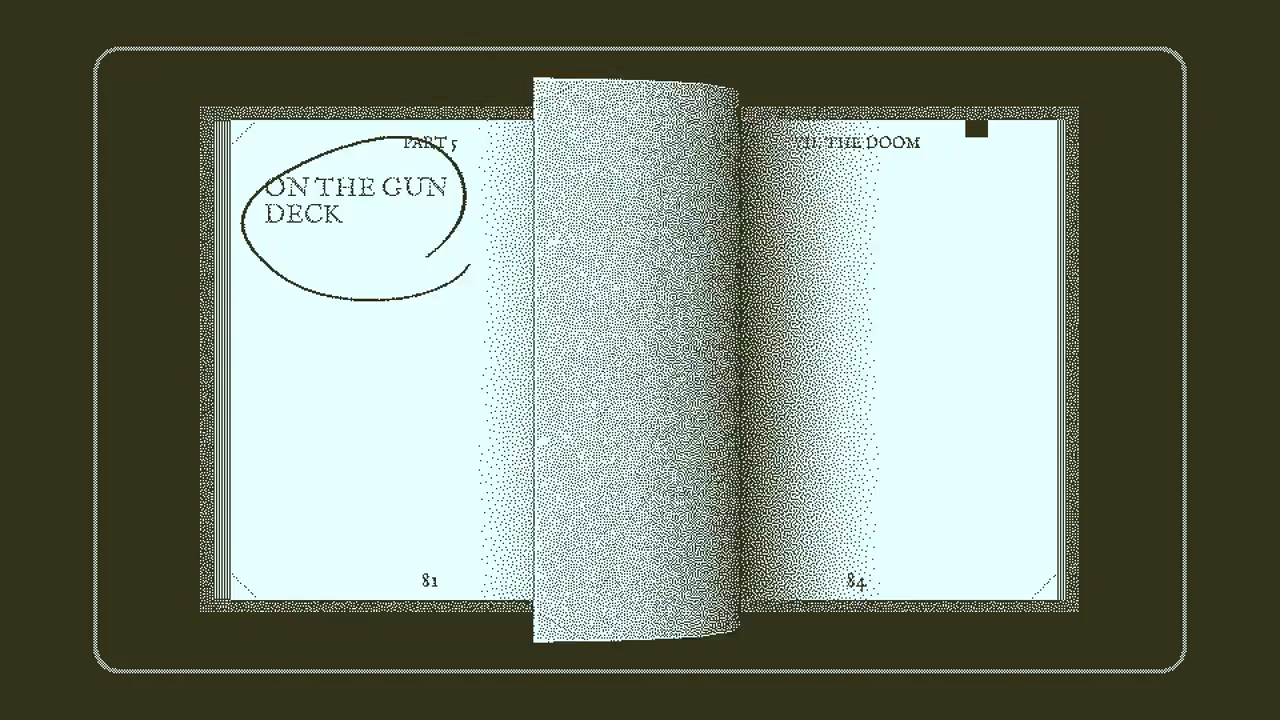 PART 5
ON THE GUN
DECK
81
THE DOOM
84